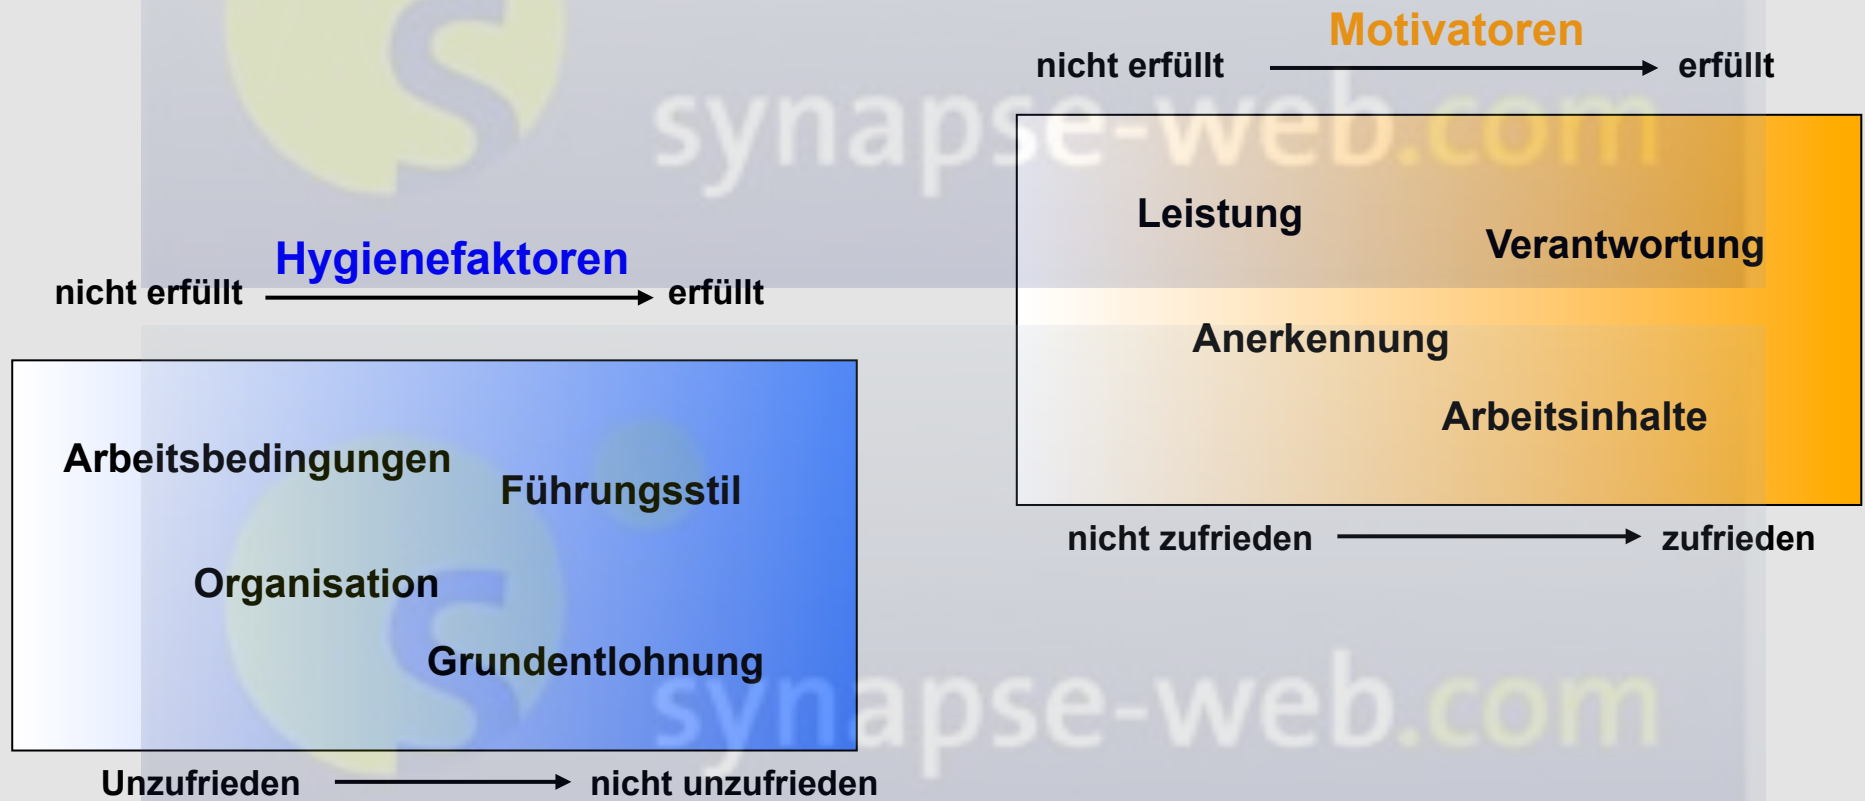 Motivatoren
nicht erfüllt erfüllt
synapse-web.com
Leistung
Verantwortung
Anerkennung
Arbeitsinhalte
nicht zufrieden zufrieden
Hygienefaktoren
nicht erfüllt erfüllt
Arbeitsbedingungen
Führungsstil
Organisation
Grundentlohnung
synapse-web.com
Unzufrieden nicht unzufrieden